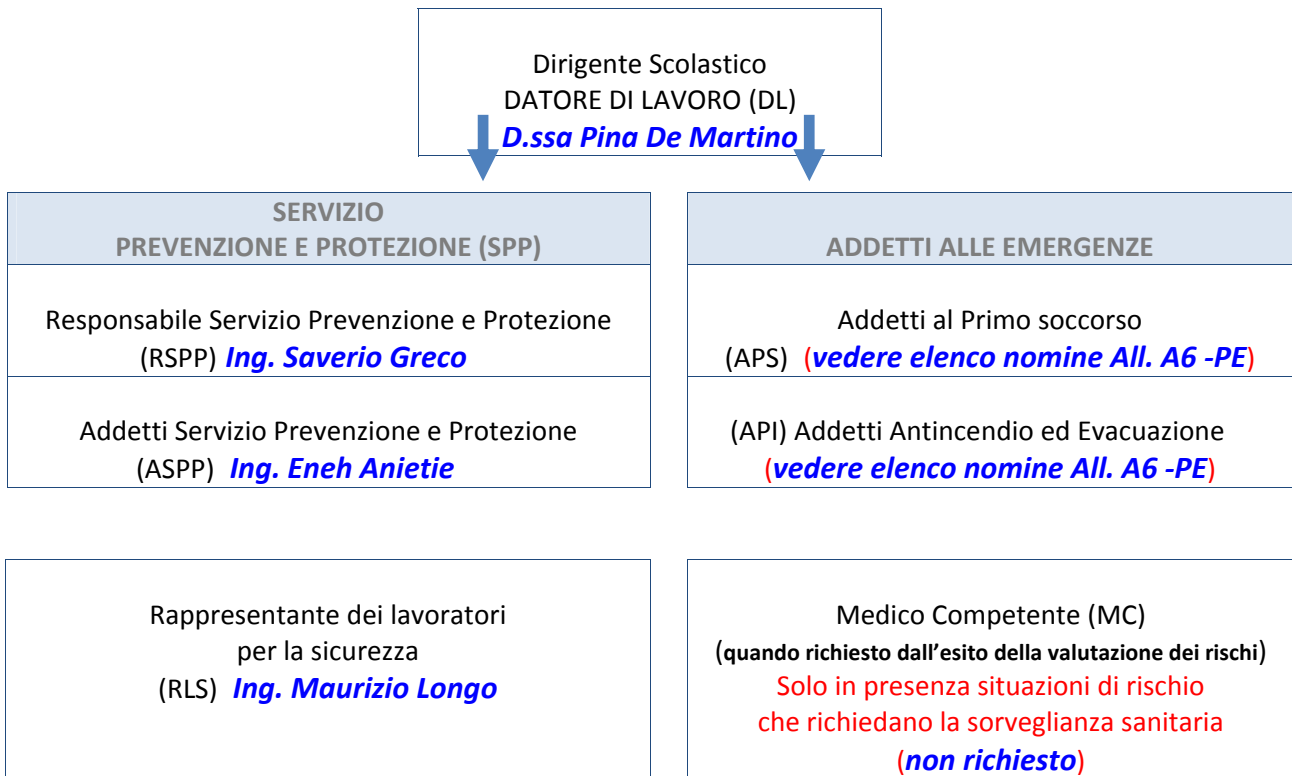 Dirigente Scolastico
DATORE DI LAVORO (DL)
D.ssa Pina De Martino
SERVIZIO
PREVENZIONE E PROTEZIONE (SPP)
Responsabile Servizio Prevenzione e Protezione
(RSPP) Ing. Saverio Greco
Addetti Servizio Prevenzione e Protezione
(ASPP) Ing. Eneh Anietie
ADDETTI ALLE EMERGENZE
Addetti al Primo soccorso
(APS) (vedere elenco nomine All. A6 -PE)
(API) Addetti Antincendio ed Evacuazione
(vedere elenco nomine All. A6 -PE)
Rappresentante dei lavoratori
per la sicurezza
(RLS) Ing. Maurizio Longo
Medico Competente (MC)
(quando richiesto dall’esito della valutazione dei rischi)
Solo in presenza situazioni di rischio
che richiedano la sorveglianza sanitaria
(non richiesto)